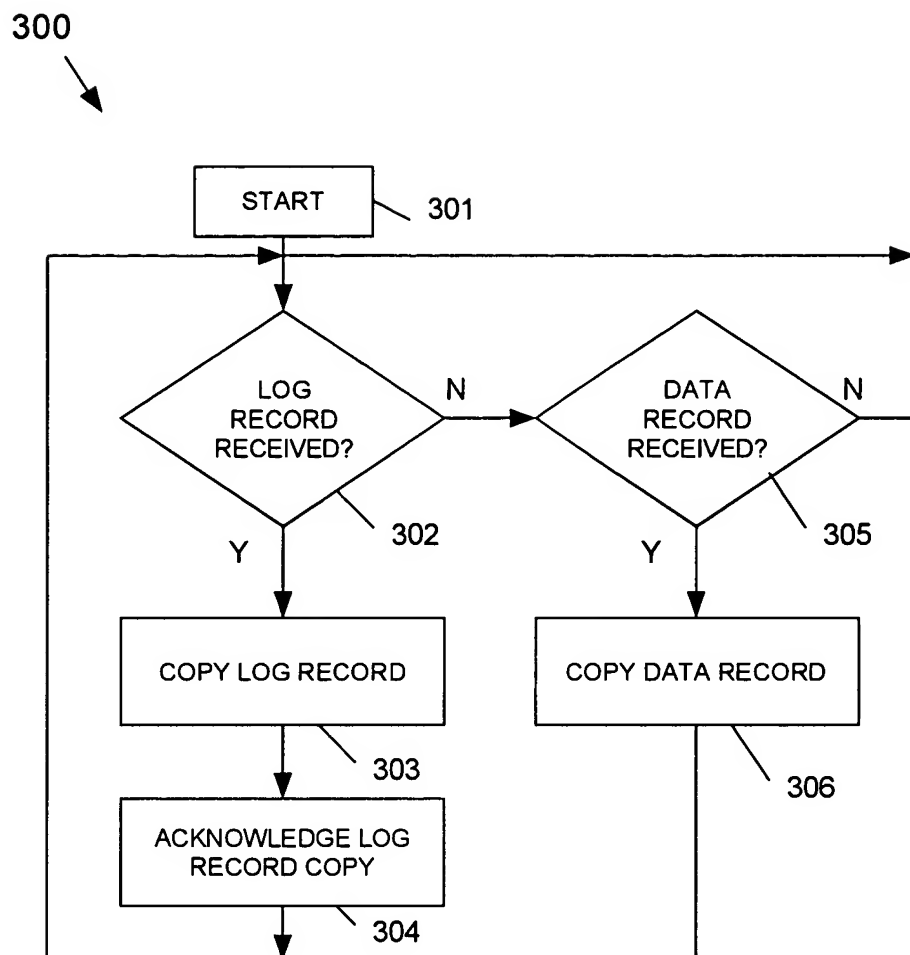 300
START
301
LOG
RECORD
RECEIVED?
N
302
Y
DATA
RECORD
RECEIVED?
N
305
Y
COPY LOG RECORD
303
COPY DATA RECORD
306
ACKNOWLEDGE LOG
RECORD COPY
304